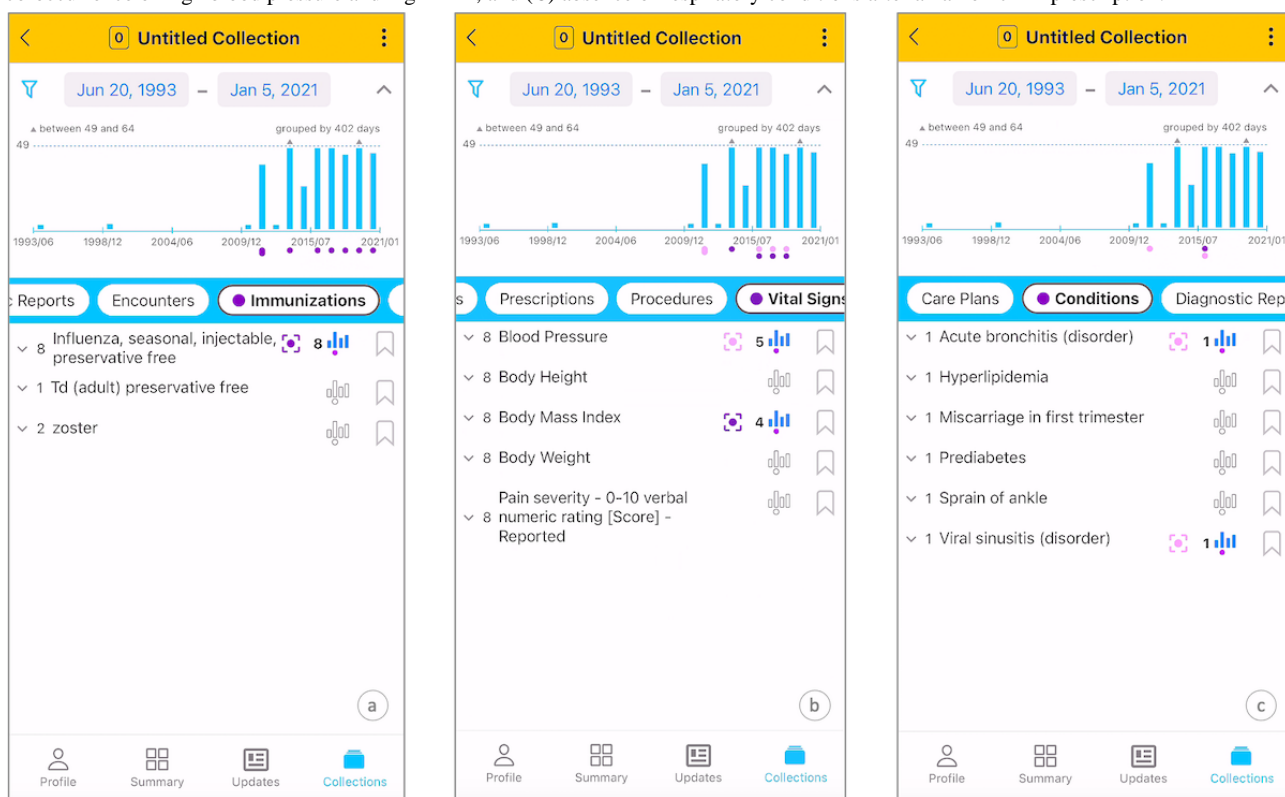 0 Untitled Collection
Jun 20, 1993 – Jan 5, 2021
▲ between 49 and 64 grouped by 402 days
49
1993/06 1998/12 2004/06 2009/12 2015/07 2021/01
c Reports Encounters Immunizations
8 Influenza, seasonal, injectable, preservative free 8
1 Td (adult) preservative free
2 zoster
a
Profile Summary Updates Collections
0 Untitled Collection
Jun 20, 1993 – Jan 5, 2021
▲ between 49 and 64 grouped by 402 days
49
1993/06 1998/12 2004/06 2009/12 2015/07 2021/01
s Prescriptions Procedures Vital Signs
8 Blood Pressure 5
8 Body Height
8 Body Mass Index 4
8 Body Weight
Pain severity - 0-10 verbal
8 numeric rating [Score] -
Reported
b
Profile Summary Updates Collections
0 Untitled Collection
Jun 20, 1993 – Jan 5, 2021
▲ between 49 and 64 grouped by 402 days
49
1993/06 1998/12 2004/06 2009/12 2015/07 2021/01
Care Plans Conditions Diagnostic Rep
1 Acute bronchitis (disorder) 1
1 Hyperlipidemia
1 Miscarriage in first trimester
1 Prediabetes
1 Sprain of ankle
1 Viral sinusitis (disorder) 1
c
Profile Summary Updates Collections